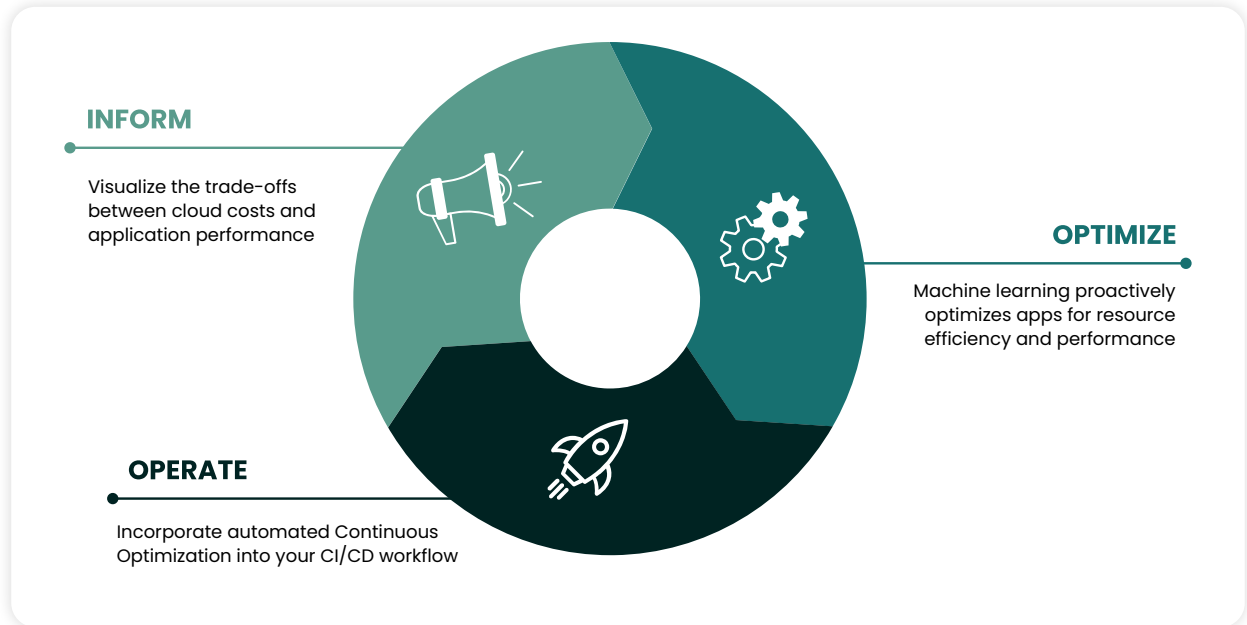 INFORM
Visualize the trade-offs
between cloud costs and
application performance
OPTIMIZE
Machine learning proactively
optimizes apps for resource
efficiency and performance
OPERATE
Incorporate automated Continuous
Optimization into your CI/CD workflow